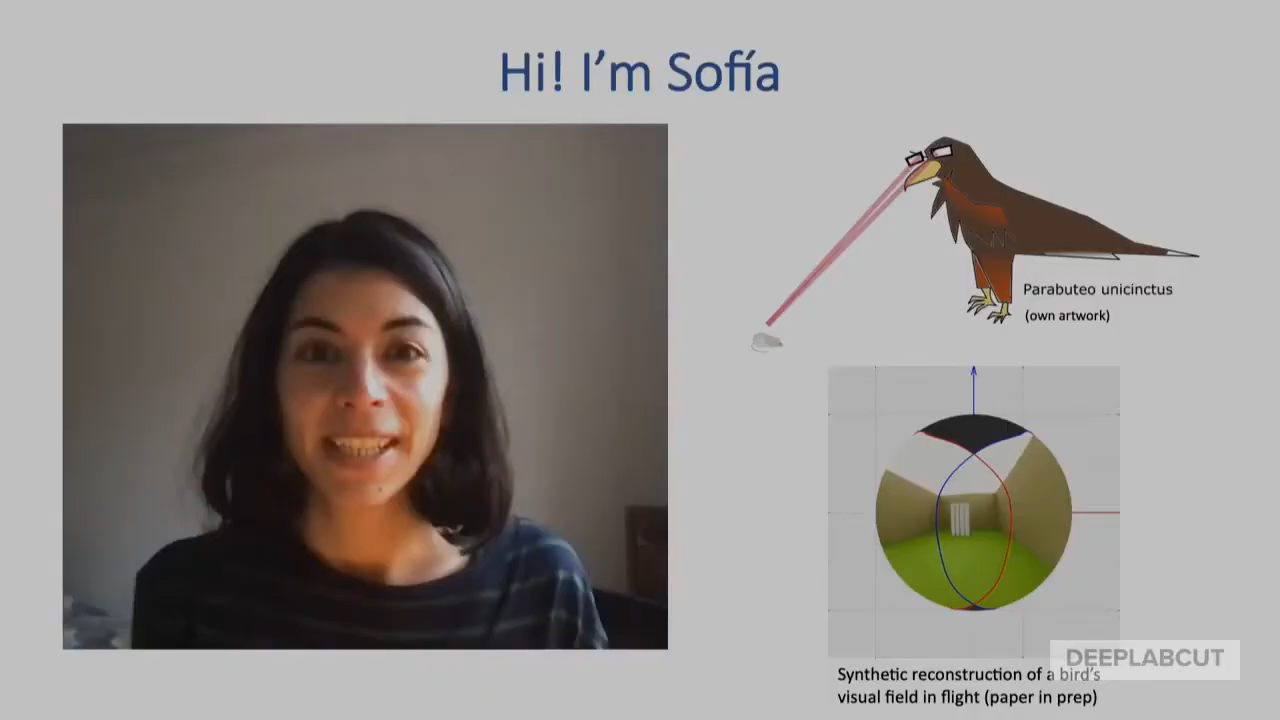 Hi! I’m Sofía
Parabuteo unicinctus
(own artwork)
DEEPLABCUT
Synthetic reconstruction of a bird’s
visual field in flight (paper in prep)